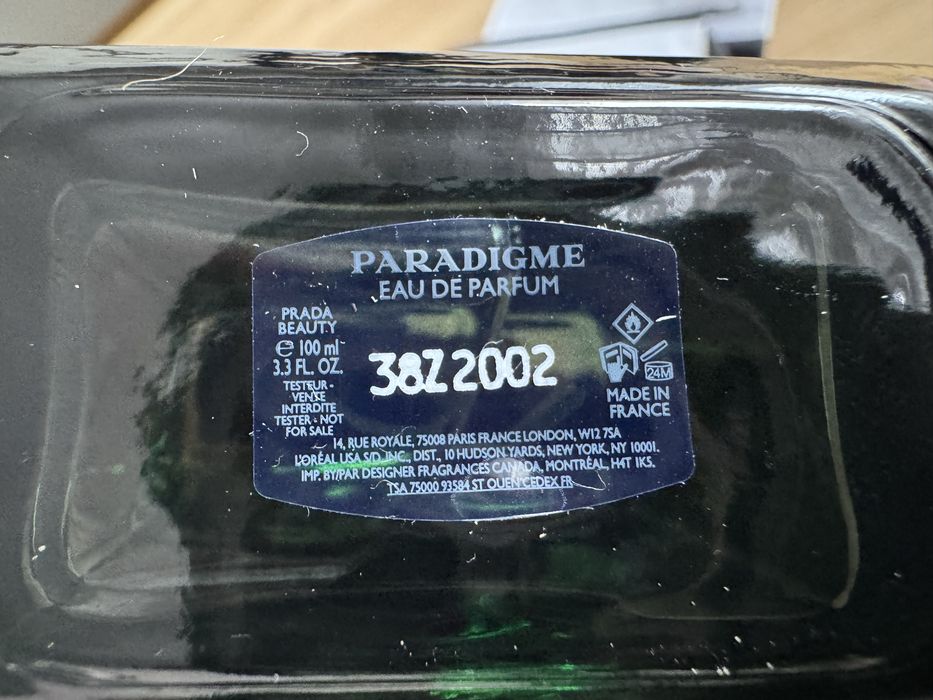 PARADIGME
EAU DE PARFUM
PRADA
BEAUTY
℮ 100 ml
3.3 FL. OZ.
TESTEUR -
VENTE
INTERDITE
TESTER - NOT
FOR SALE
38Z2002
24M
MADE IN
FRANCE
14, RUE ROYALE, 75008 PARIS FRANCE LONDON, W12 7SA
L'ORÉAL USA S/D, INC., DIST., 10 HUDSON YARDS, NEW YORK, NY 10001.
IMP. BY/PAR DESIGNER FRAGRANCES CANADA, MONTRÉAL, H4T 1K5.
TSA 75000 93584 ST OUEN CEDEX FR